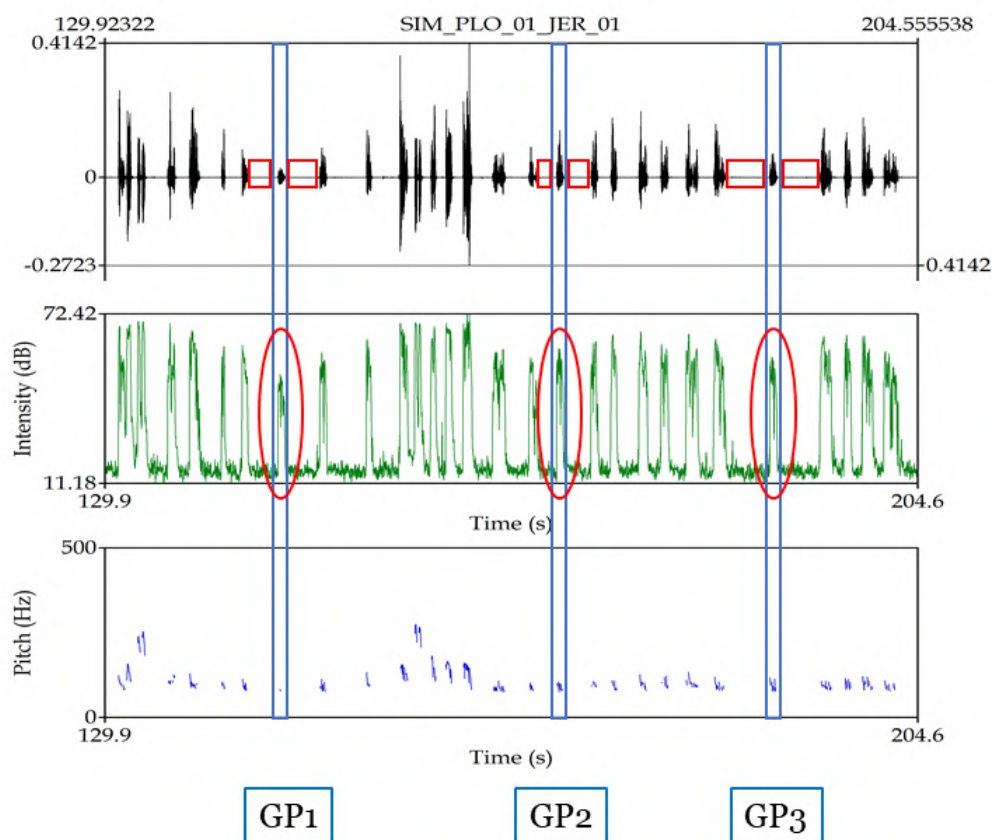 129.92322 SIM_PLO_01_JER_01 204.555538
0.4142
0
-0.2723 0.4142
72.42
Intensity (dB)
11.18
129.9 204.6
Time (s)
500
Pitch (Hz)
0
129.9 204.6
Time (s)
GP1 GP2 GP3